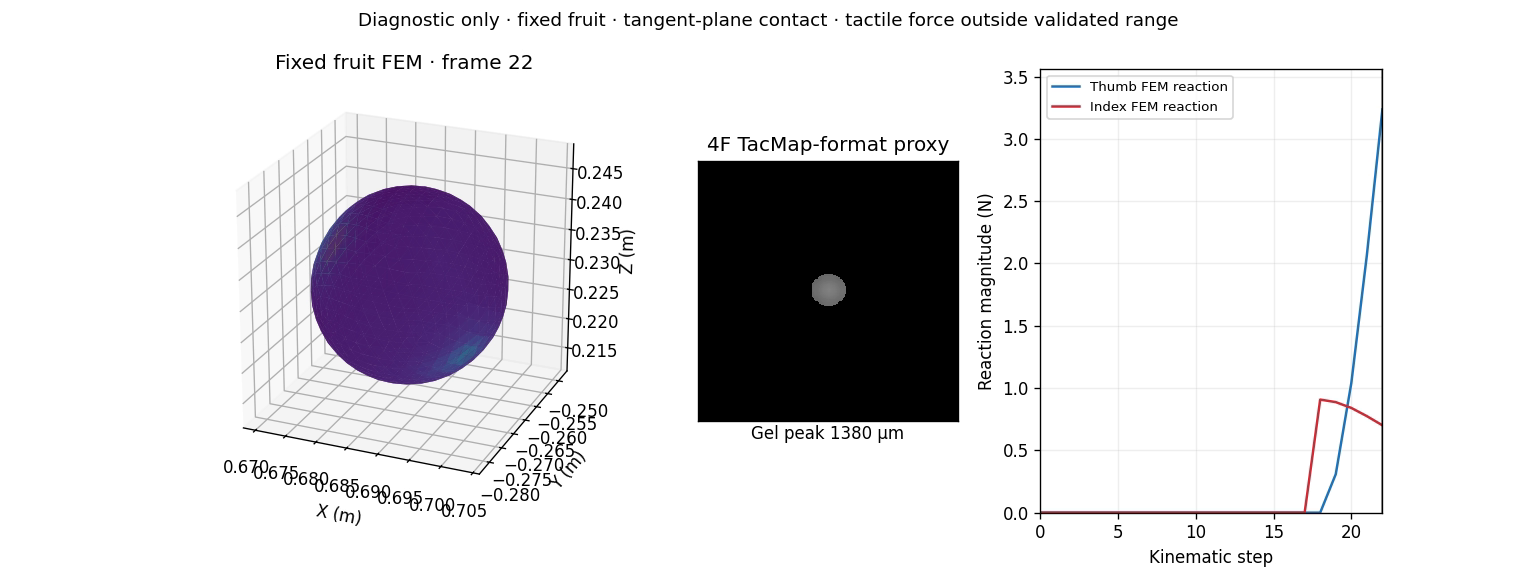 Diagnostic only · fixed fruit · tangent-plane contact · tactile force outside validated range
Fixed fruit FEM · frame 22
0.245
0.240
0.235
0.230
0.225
0.220
0.215
Z (m)
−0.250
−0.255
−0.260
−0.265
−0.270
−0.275
−0.280
Y (m)
0.670
0.675
0.680
0.685
0.690
0.695
0.700
0.705
X (m)
4F TacMap-format proxy
Gel peak 1380 μm
Thumb FEM reaction
Index FEM reaction
3.5
3.0
2.5
2.0
1.5
1.0
0.5
0.0
Reaction magnitude (N)
0 5 10 15 20
Kinematic step